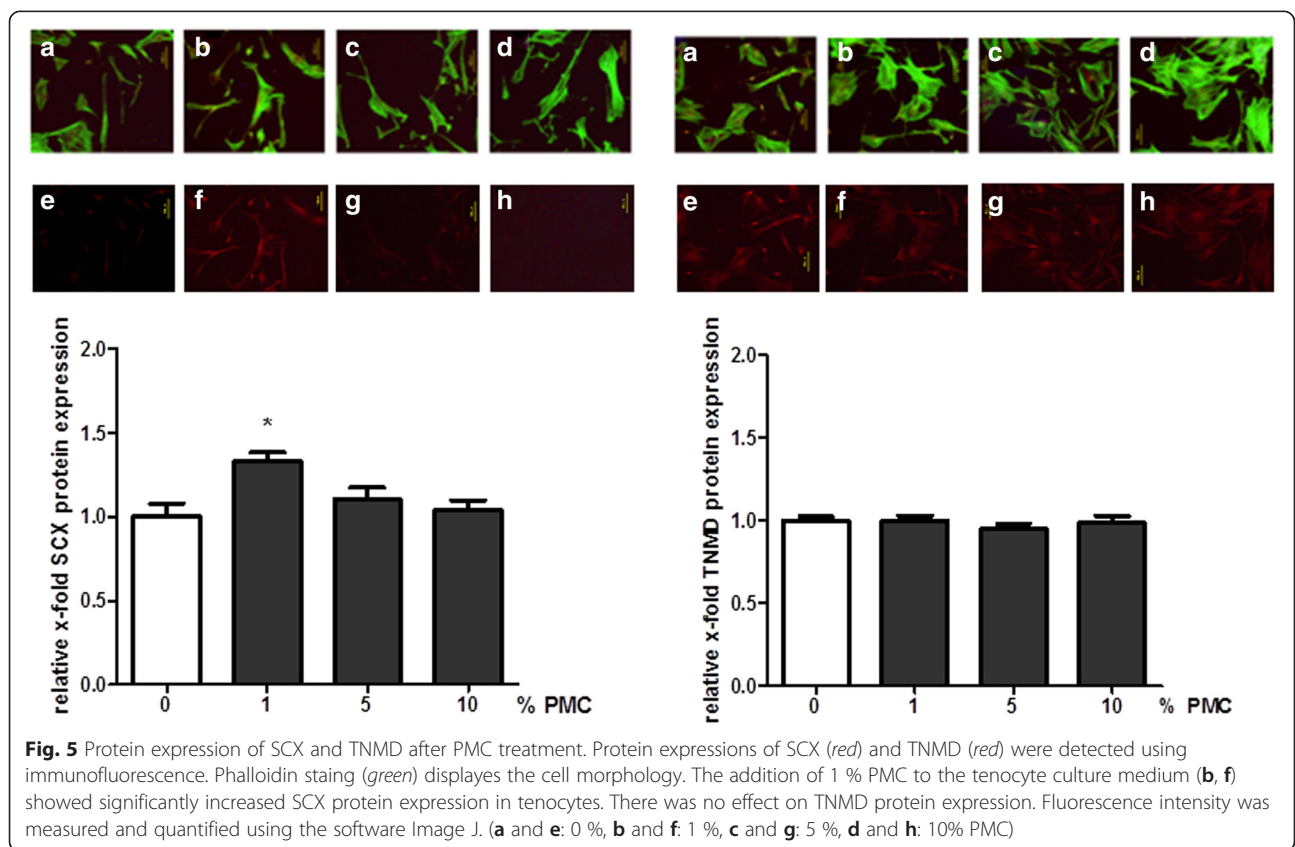 a b c d a b c d
e f g h e f g h
relative x-fold SCX protein expression
2.0
1.5
1.0
0.5
0.0
*
0 1 5 10 % PMC
relative x-fold TNMD protein expression
2.0
1.5
1.0
0.5
0.0
0 1 5 10 % PMC
Fig. 5 Protein expression of SCX and TNMD after PMC treatment. Protein expressions of SCX (red) and TNMD (red) were detected using
immunofluorescence. Phalloidin staing (green) displayes the cell morphology. The addition of 1 % PMC to the tenocyte culture medium (b, f)
showed significantly increased SCX protein expression in tenocytes. There was no effect on TNMD protein expression. Fluorescence intensity was
measured and quantified using the software Image J. (a and e: 0 %, b and f: 1 %, c and g: 5 %, d and h: 10% PMC)